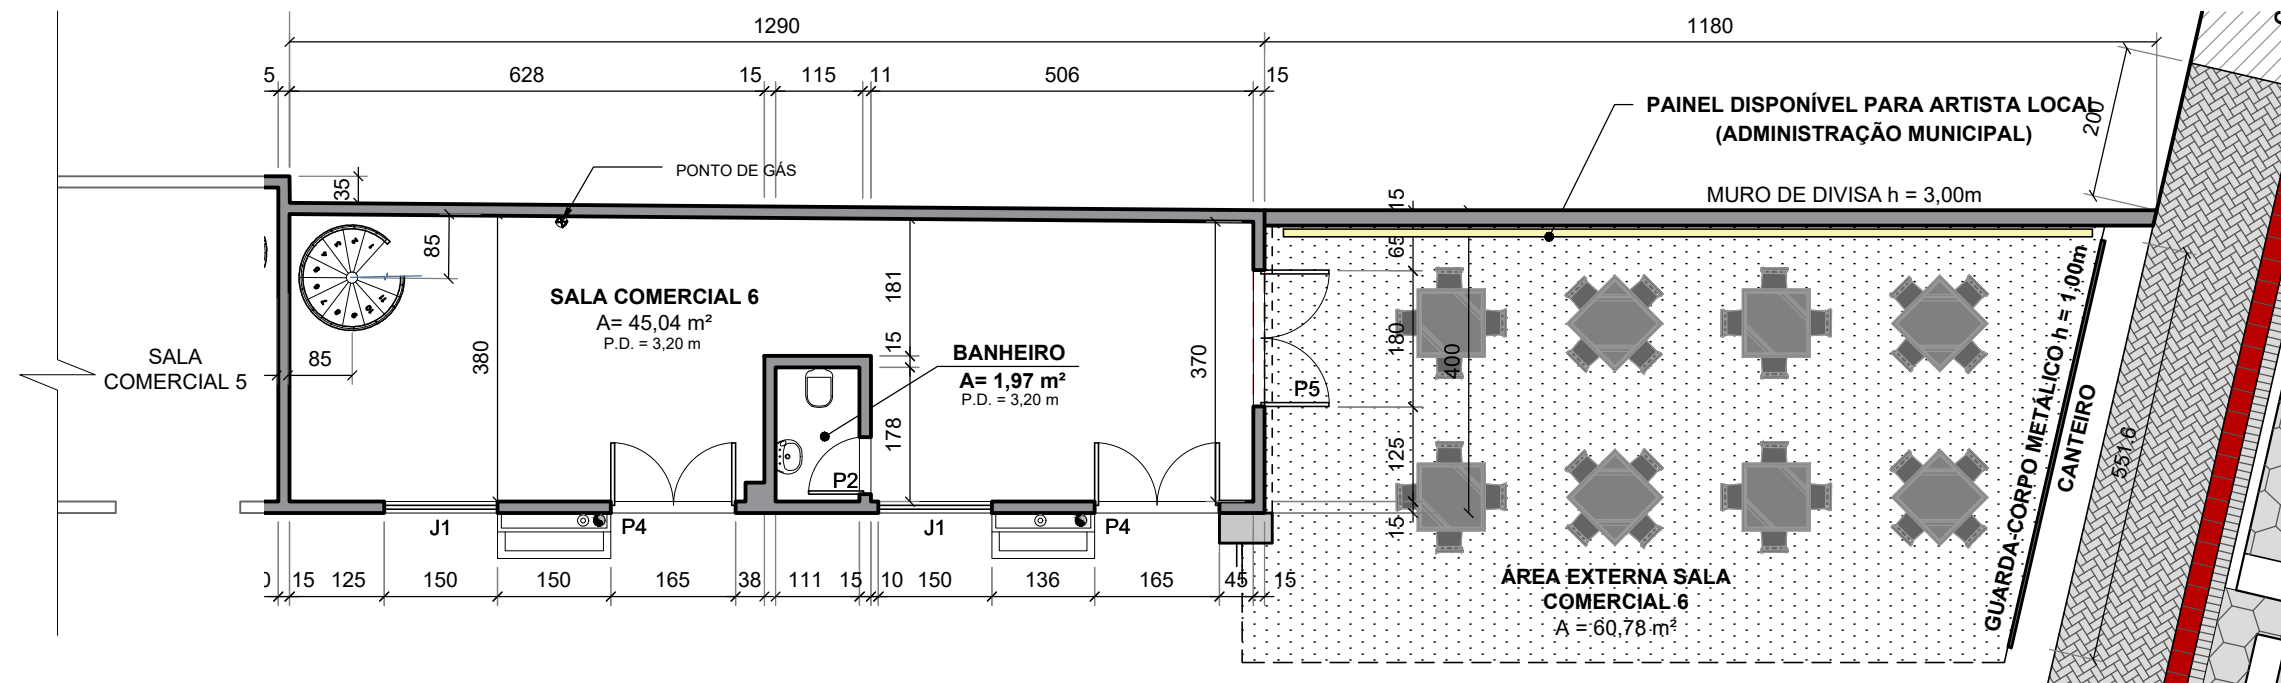 1290
1180
5
628
15
115
11
506
15
PAINEL DISPONÍVEL PARA ARTISTA LOCAL
(ADMINISTRAÇÃO MUNICIPAL)
200
PONTO DE GÁS
35
15
MURO DE DIVISA h = 3,00m
85
65
181
SALA COMERCIAL 6
A= 45,04 m²
P.D. = 3,20 m
15
BANHEIRO
A= 1,97 m²
P.D. = 3,20 m
380
370
180
400
SALA
COMERCIAL 5
85
P5
178
125
P2
GUARDA-CORPO METÁLICO h = 1,00m
CANTEIRO
551.6
J1
P4
J1
P4
15
15
125
150
150
165
38
111
15
10
150
136
165
45
15
ÁREA EXTERNA SALA
COMERCIAL 6
A = 60,78 m²